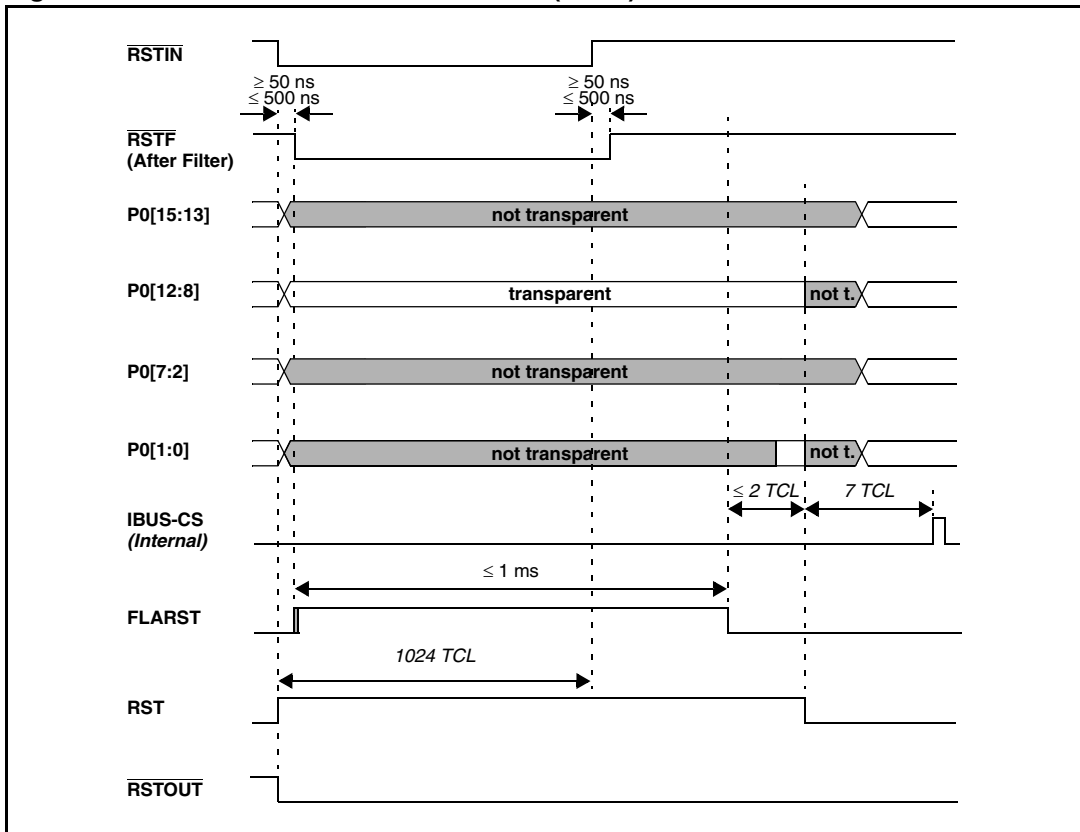 RSTIN
≥ 50 ns ≥ 50 ns
≤ 500 ns ≤ 500 ns
RSTF
(After Filter)
P0[15:13] not transparent
P0[12:8] transparent not t.
P0[7:2] not transparent
P0[1:0] not transparent not t.
≤ 2 TCL 7 TCL
IBUS-CS
(Internal)
≤ 1 ms
FLARST
1024 TCL
RST
RSTOUT